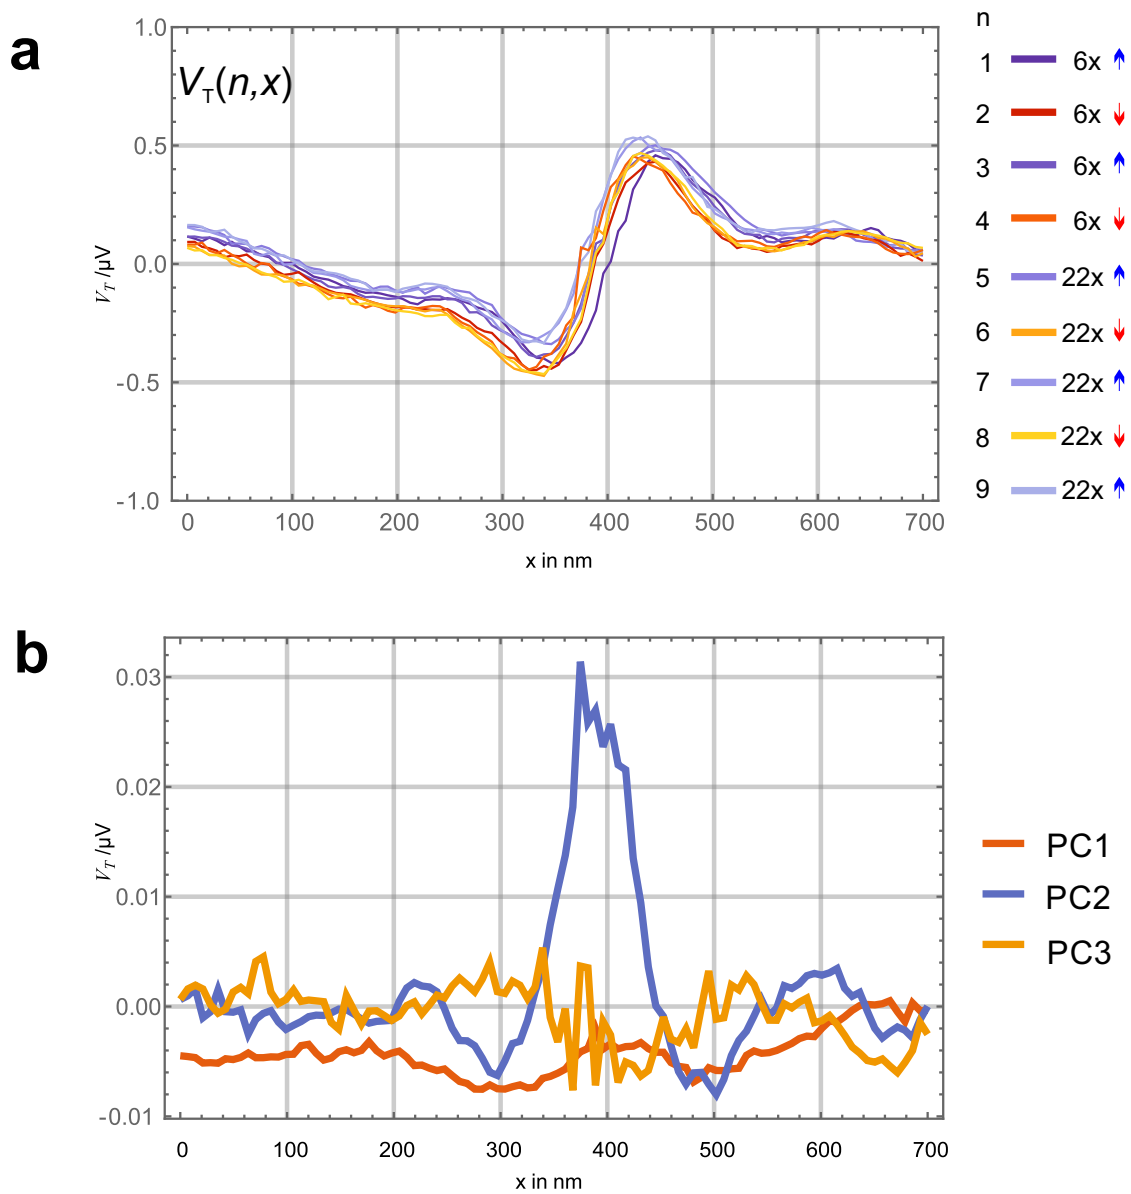 a
V_T(n,x)
1.0
0.5
0.0
-0.5
-1.0
V_T /µV
0
100
200
300
400
500
600
700
x in nm
n
1 6x ↑
2 6x ↓
3 6x ↑
4 6x ↓
5 22x ↑
6 22x ↓
7 22x ↑
8 22x ↓
9 22x ↑
b
0.03
0.02
0.01
0.00
-0.01
V_T /µV
0
100
200
300
400
500
600
700
x in nm
PC1
PC2
PC3